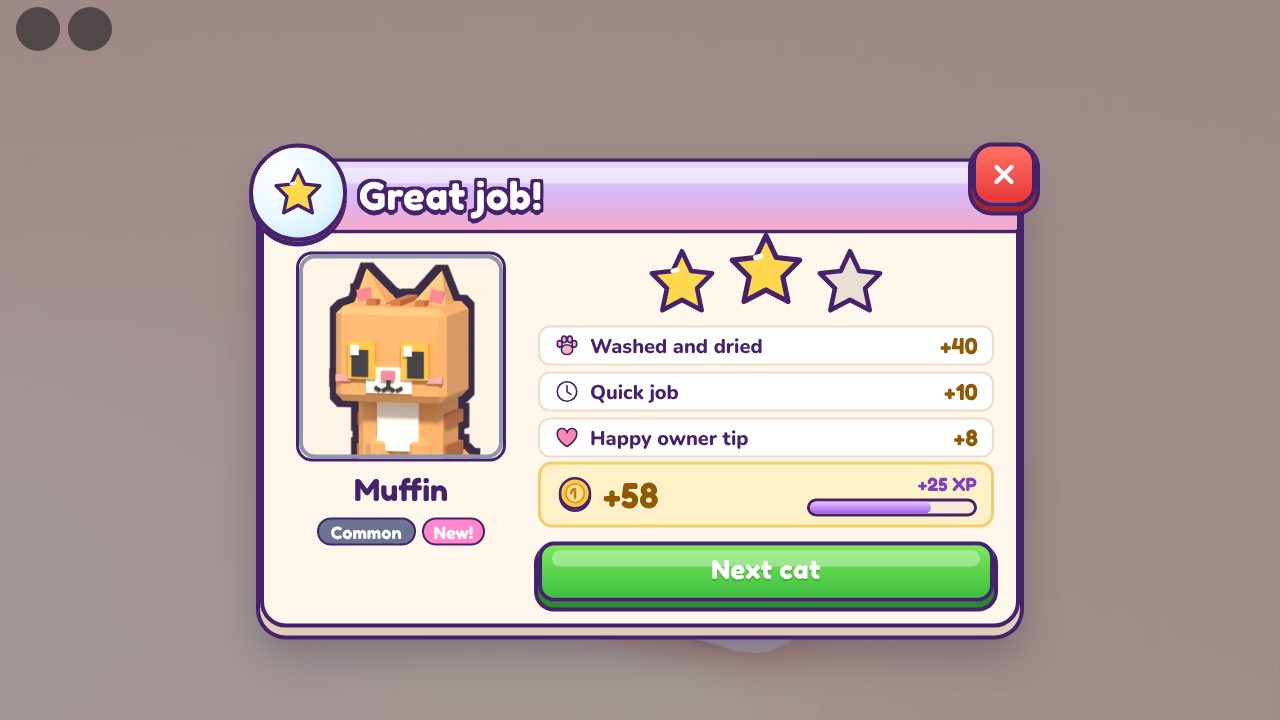 Great job!
Washed and dried +40
Quick job +10
Happy owner tip +8
1 +58 +25 XP
Muffin
Common New!
Next cat